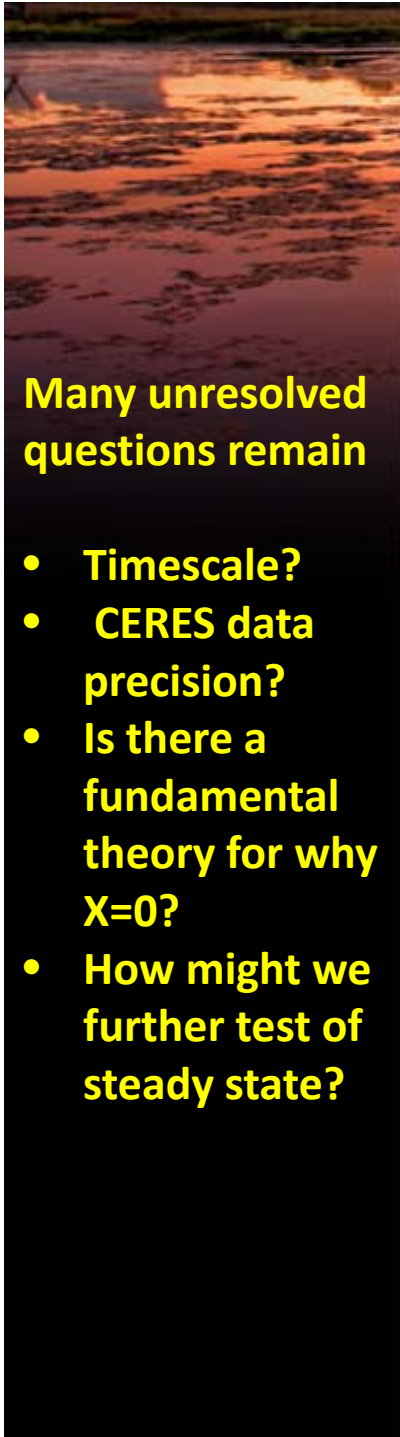 Many unresolved
questions remain
• Timescale?
• CERES data
precision?
• Is there a
fundamental
theory for why
X=0?
• How might we
further test of
steady state?